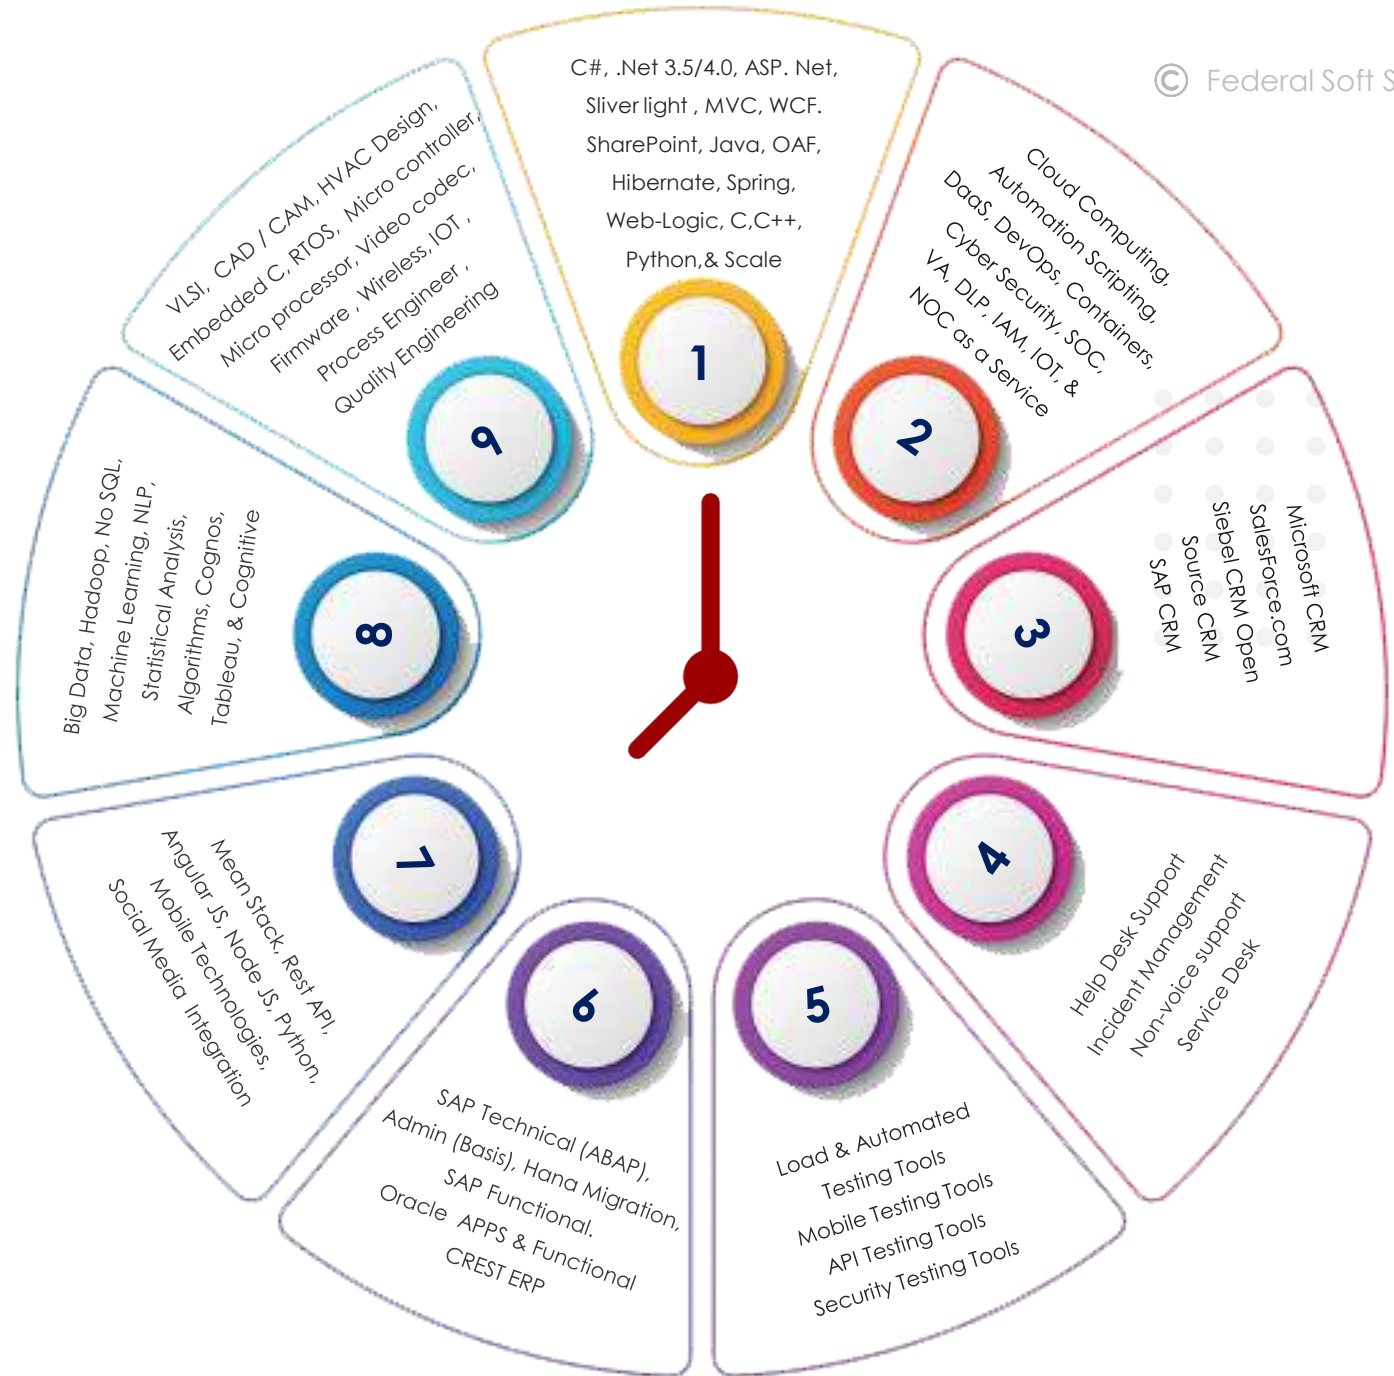 © Federal Soft S
C#, .Net 3.5/4.0, ASP. Net,
Sliver light , MVC, WCF.
SharePoint, Java, OAF,
Hibernate, Spring,
Web-Logic, C,C++,
Python,& Scale
1
Cloud Computing,
Automation Scripting,
DaaS, DevOps, Containers,
Cyber Security, SOC,
VA, DLP, IAM, IOT, &
NOC as a Service
2
Microsoft CRM
SalesForce.com
Siebel CRM Open
Source CRM
SAP CRM
3
Help Desk Support
Incident Management
Non-voice support
Service Desk
4
Load & Automated
Testing Tools
Mobile Testing Tools
API Testing Tools
Security Testing Tools
5
SAP Technical (ABAP),
Admin (Basis), Hana Migration,
SAP Functional.
Oracle APPS & Functional
CREST ERP
6
Mean Stack, Rest API,
Angular JS, Node JS, Python,
Mobile Technologies,
Social Media Integration
7
Big Data, Hadoop, No SQL,
Machine Learning, NLP,
Statistical Analysis,
Algorithms, Cognos,
Tableau, & Cognitive
8
VLSI, CAD / CAM, HVAC Design,
Embedded C, RTOS, Micro controller,
Micro processor, Video codec,
Firmware , Wireless, IOT ,
Process Engineer ,
Quality Engineering
9